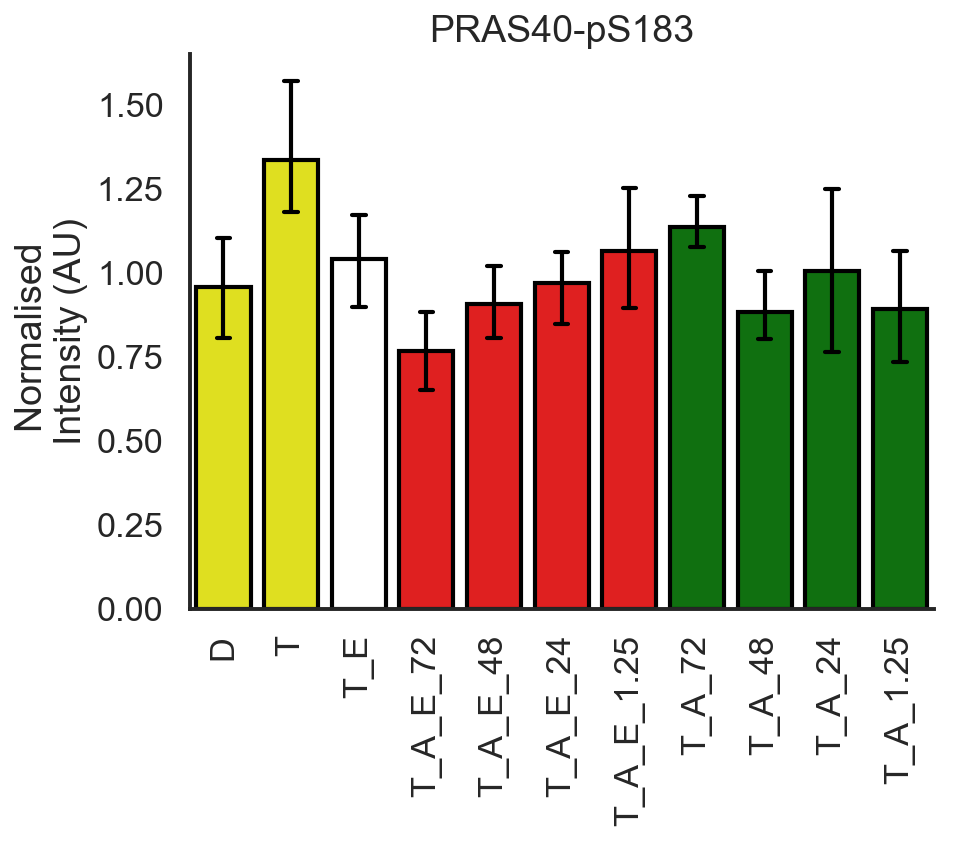 PRAS40-pS183
Normalised
Intensity (AU)
1.50
1.25
1.00
0.75
0.50
0.25
0.00
D
T
T_E
T_A_E_72
T_A_E_48
T_A_E_24
T_A_E_1.25
T_A_72
T_A_48
T_A_24
T_A_1.25